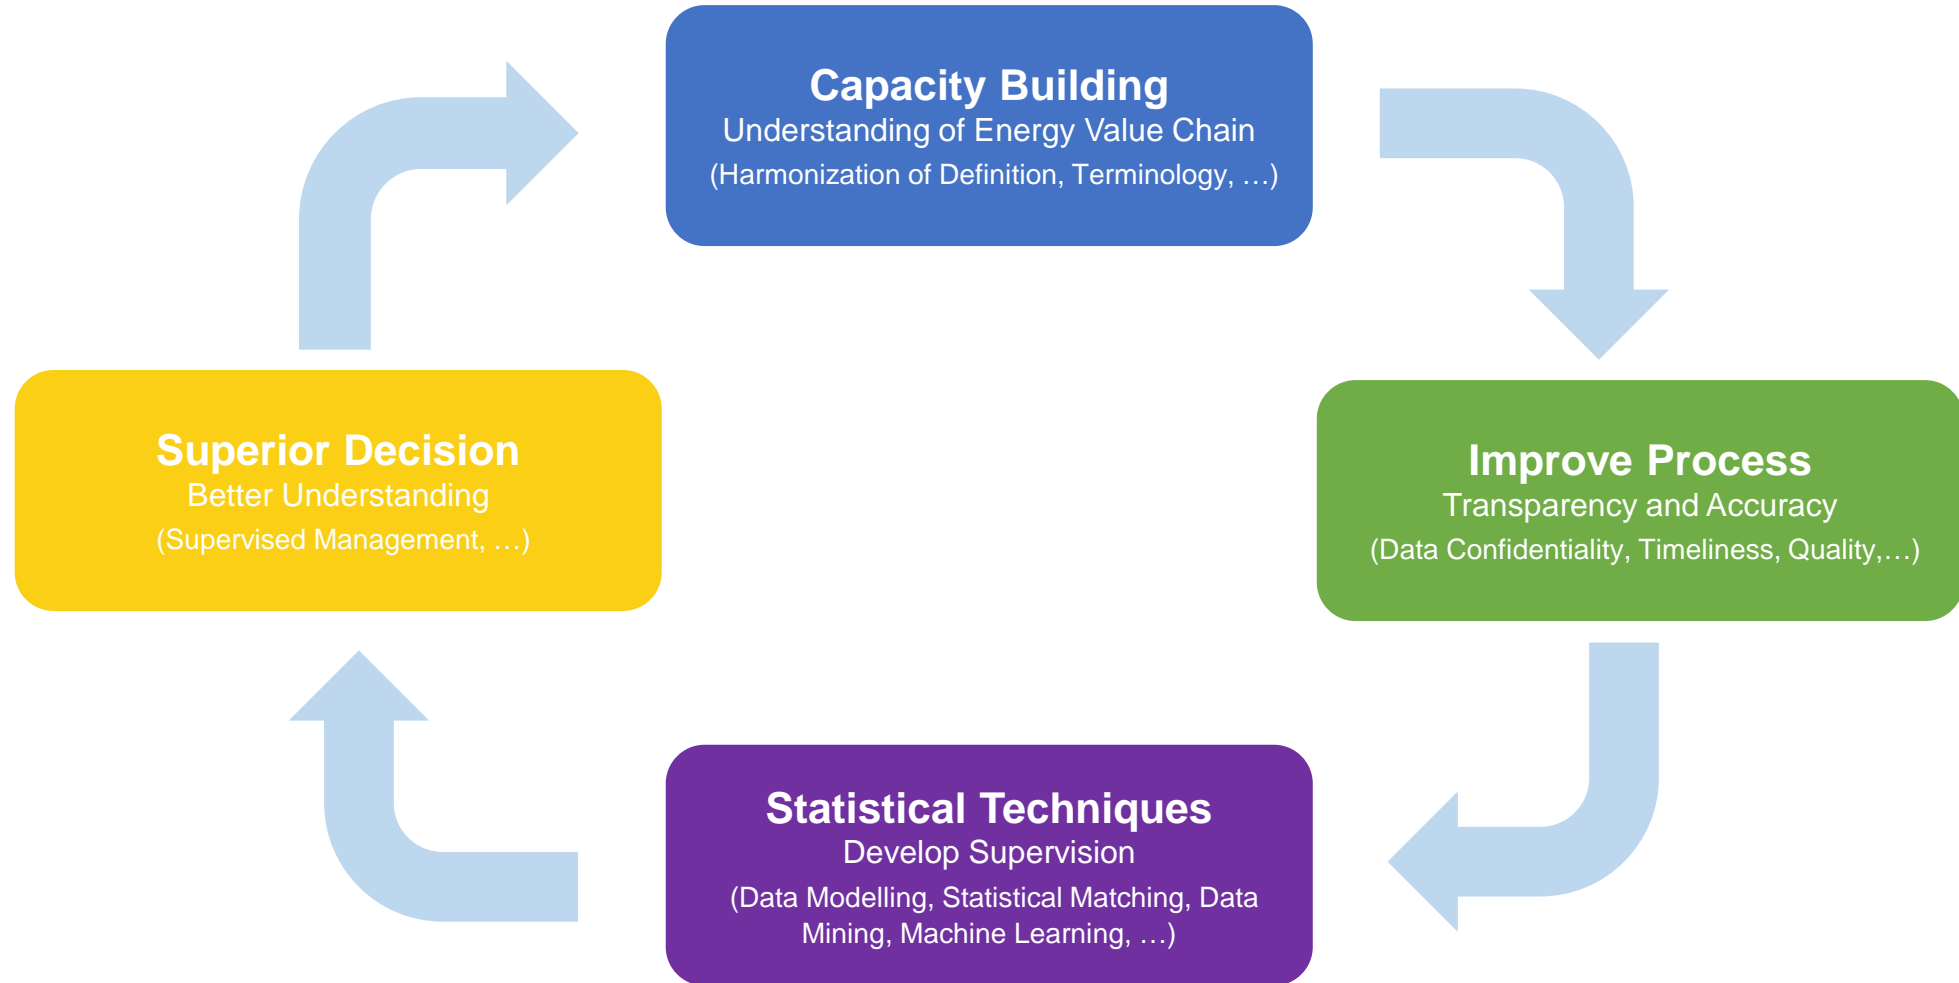 Capacity Building
Understanding of Energy Value Chain
(Harmonization of Definition, Terminology, …)
Superior Decision
Better Understanding
(Supervised Management, …)
Improve Process
Transparency and Accuracy
(Data Confidentiality, Timeliness, Quality,…)
Statistical Techniques
Develop Supervision
(Data Modelling, Statistical Matching, Data
Mining, Machine Learning, …)